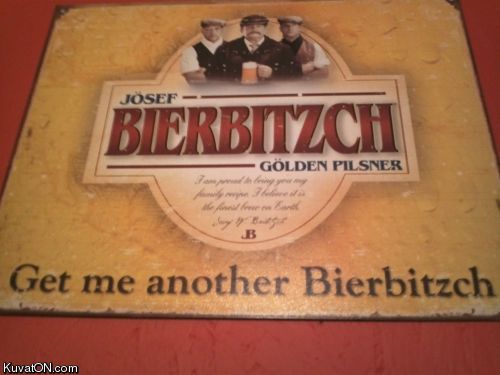 JÖSEF
BIERBITZCH
GÖLDEN PILSNER
I am proud to bring you my
family recipe. I believe it is
the finest brew on Earth.
JB
Get me another Bierbitzch
KuvatON.com